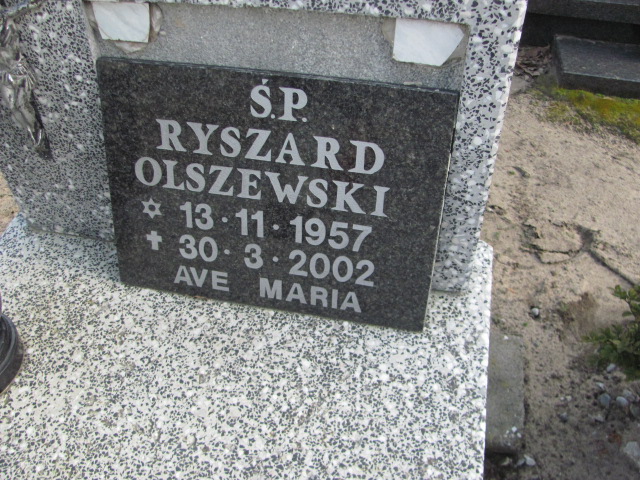 Ś.P.
RYSZARD
OLSZEWSKI
✡ 13·11·1957
✝ 30·3·2002
AVE MARIA